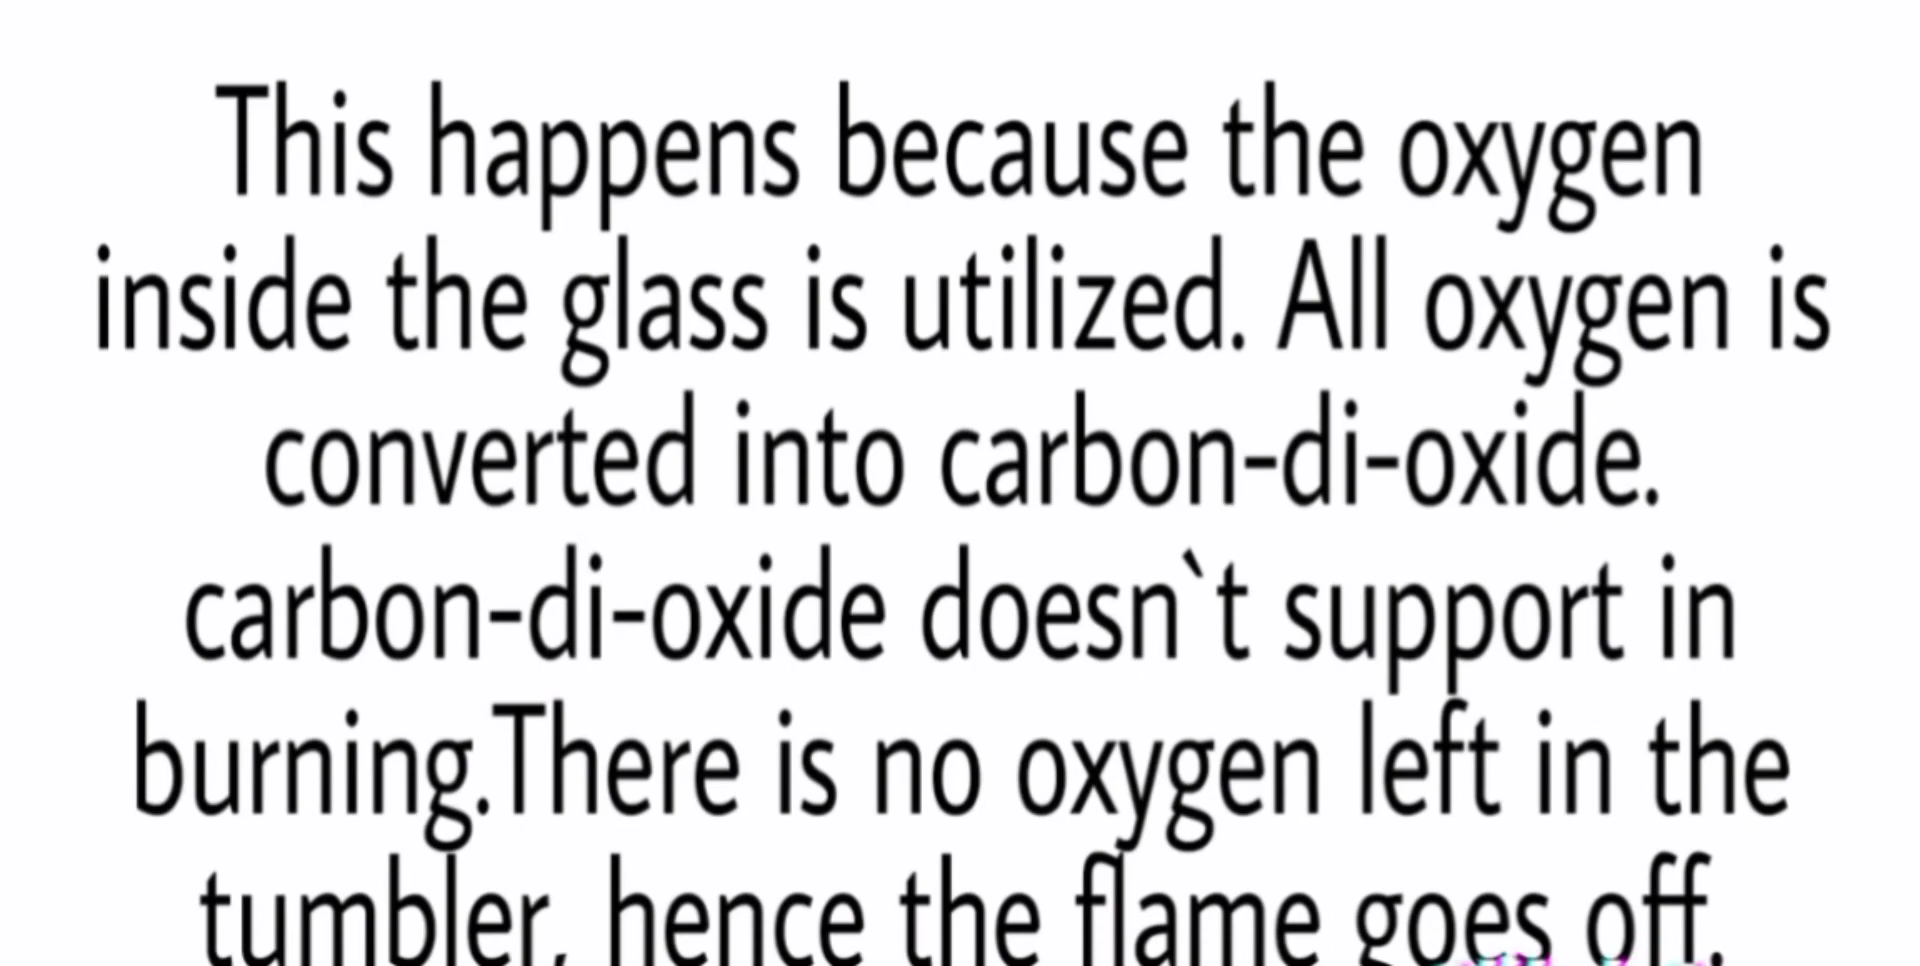 This happens because the oxygen
inside the glass is utilized. All oxygen is
converted into carbon-di-oxide.
carbon-di-oxide doesn`t support in
burning.There is no oxygen left in the
tumbler, hence the flame goes off.